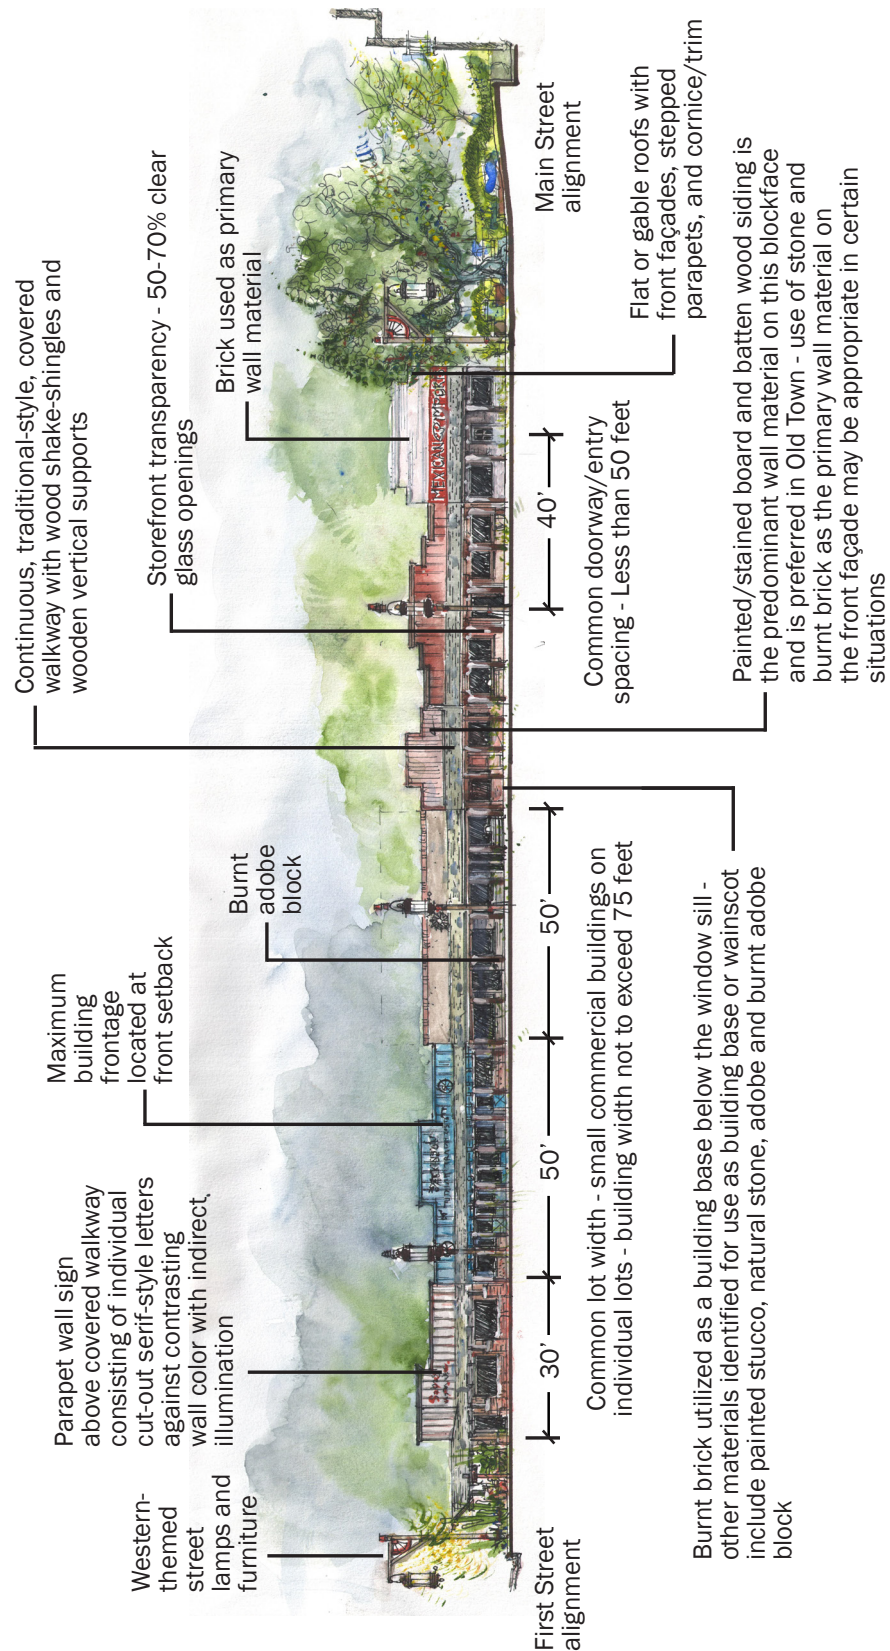 Western-
themed
street
lamps and
furniture
Parapet wall sign
above covered walkway
consisting of individual
cut-out serif-style letters
against contrasting
wall color with indirect,
illumination
Maximum
building
frontage
located at
front setback
Burnt
adobe
block
Continuous, traditional-style, covered
walkway with wood shake-shingles and
wooden vertical supports
Storefront transparency - 50-70% clear
glass openings
Brick used as primary
wall material
MEXICAN IMPORTS
First Street
alignment
30’
50’
50’
40’
Main Street
alignment
Common lot width - small commercial buildings on
individual lots - building width not to exceed 75 feet
Common doorway/entry
spacing - Less than 50 feet
Flat or gable roofs with
front façades, stepped
parapets, and cornice/trim
Burnt brick utilized as a building base below the window sill -
other materials identified for use as building base or wainscot
include painted stucco, natural stone, adobe and burnt adobe
block
Painted/stained board and batten wood siding is
the predominant wall material on this blockface
and is preferred in Old Town - use of stone and
burnt brick as the primary wall material on
the front façade may be appropriate in certain
situations